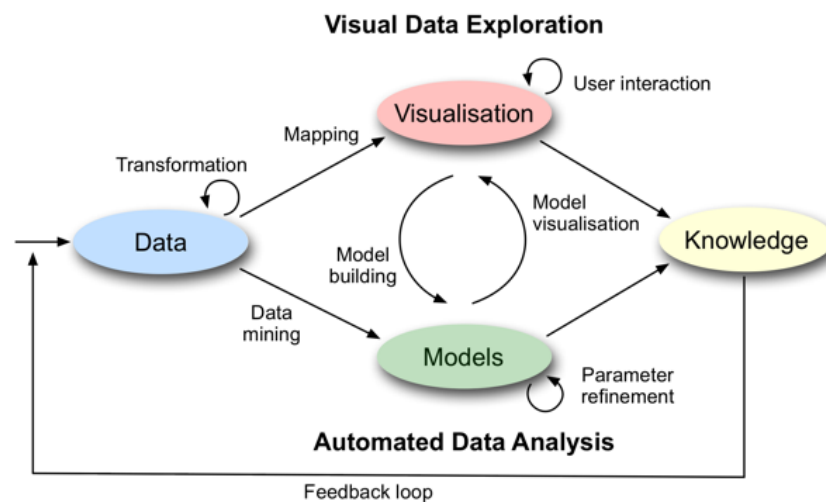 Visual Data Exploration
User interaction
Visualisation
Mapping
Transformation
Model
visualisation
Data
Knowledge
Model
building
Data
mining
Models
Parameter
refinement
Automated Data Analysis
Feedback loop